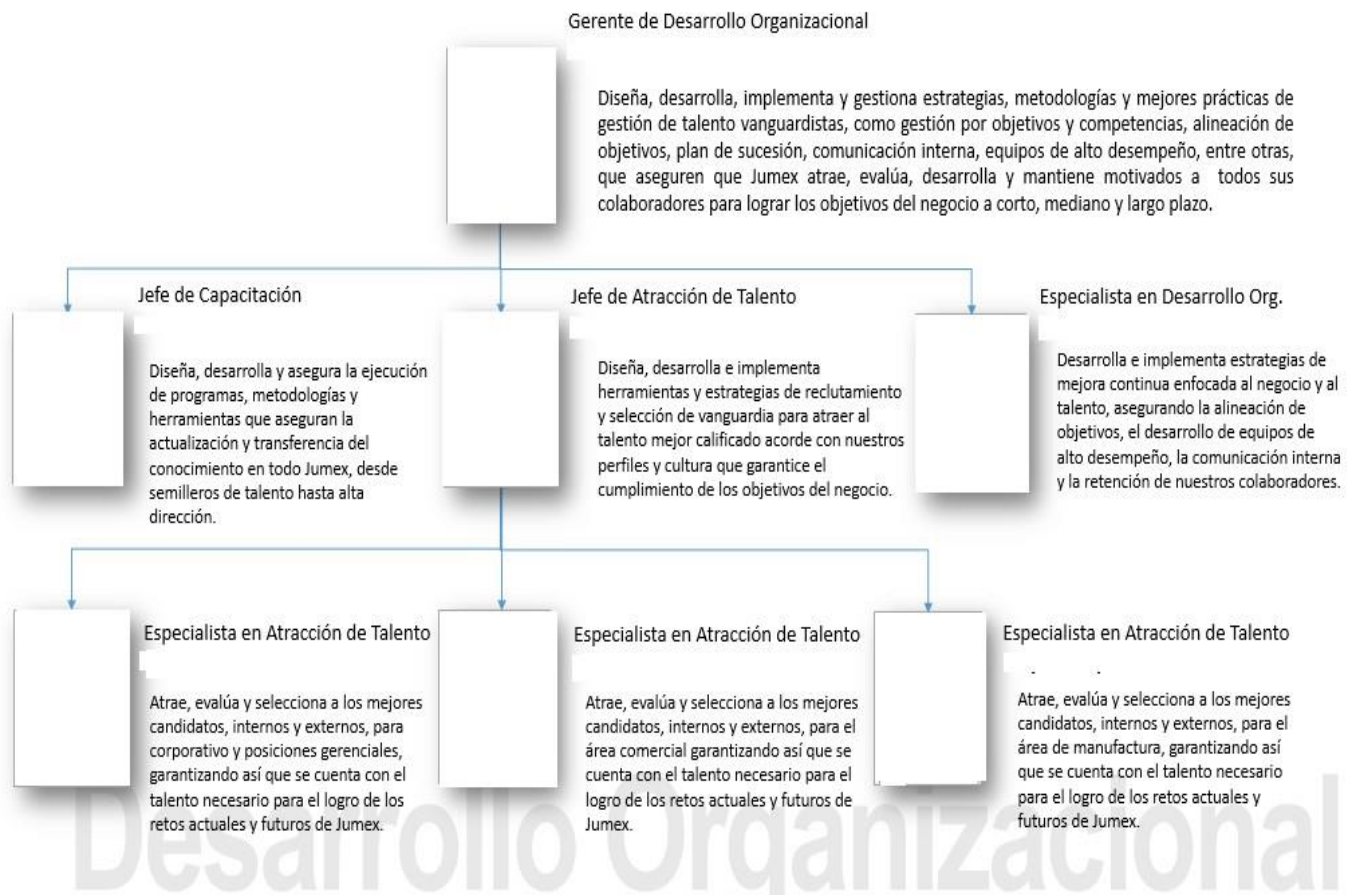 Gerente de Desarrollo Organizacional
Diseña, desarrolla, implementa y gestiona estrategias, metodologías y mejores prácticas de
gestión de talento vanguardistas, como gestión por objetivos y competencias, alineación de
objetivos, plan de sucesión, comunicación interna, equipos de alto desempeño, entre otras,
que aseguren que Jumex atrae, evalúa, desarrolla y mantiene motivados a todos sus
colaboradores para lograr los objetivos del negocio a corto, mediano y largo plazo.
Jefe de Capacitación
Diseña, desarrolla y asegura la ejecución
de programas, metodologías y
herramientas que aseguran la
actualización y transferencia del
conocimiento en todo Jumex, desde
semilleros de talento hasta alta
dirección.
Jefe de Atracción de Talento
Diseña, desarrolla e implementa
herramientas y estrategias de reclutamiento
y selección de vanguardia para atraer al
talento mejor calificado acorde con nuestros
perfiles y cultura que garantice el
cumplimiento de los objetivos del negocio.
Especialista en Desarrollo Org.
Desarrolla e implementa estrategias de
mejora continua enfocada al negocio y al
talento, asegurando la alineación de
objetivos, el desarrollo de equipos de
alto desempeño, la comunicación interna
y la retención de nuestros colaboradores.
Especialista en Atracción de Talento
Atrae, evalúa y selecciona a los mejores
candidatos, internos y externos, para
corporativo y posiciones gerenciales,
garantizando así que se cuenta con el
talento necesario para el logro de los
retos actuales y futuros de Jumex.
Especialista en Atracción de Talento
Atrae, evalúa y selecciona a los mejores
candidatos, internos y externos, para el
área comercial garantizando así que se
cuenta con el talento necesario para el
logro de los retos actuales y futuros de
Jumex.
Especialista en Atracción de Talento
Atrae, evalúa y selecciona a los mejores
candidatos, internos y externos, para el
área de manufactura, garantizando así
que se cuenta con el talento necesario
para el logro de los retos actuales y
futuros de Jumex.
Desarrollo Organizacional